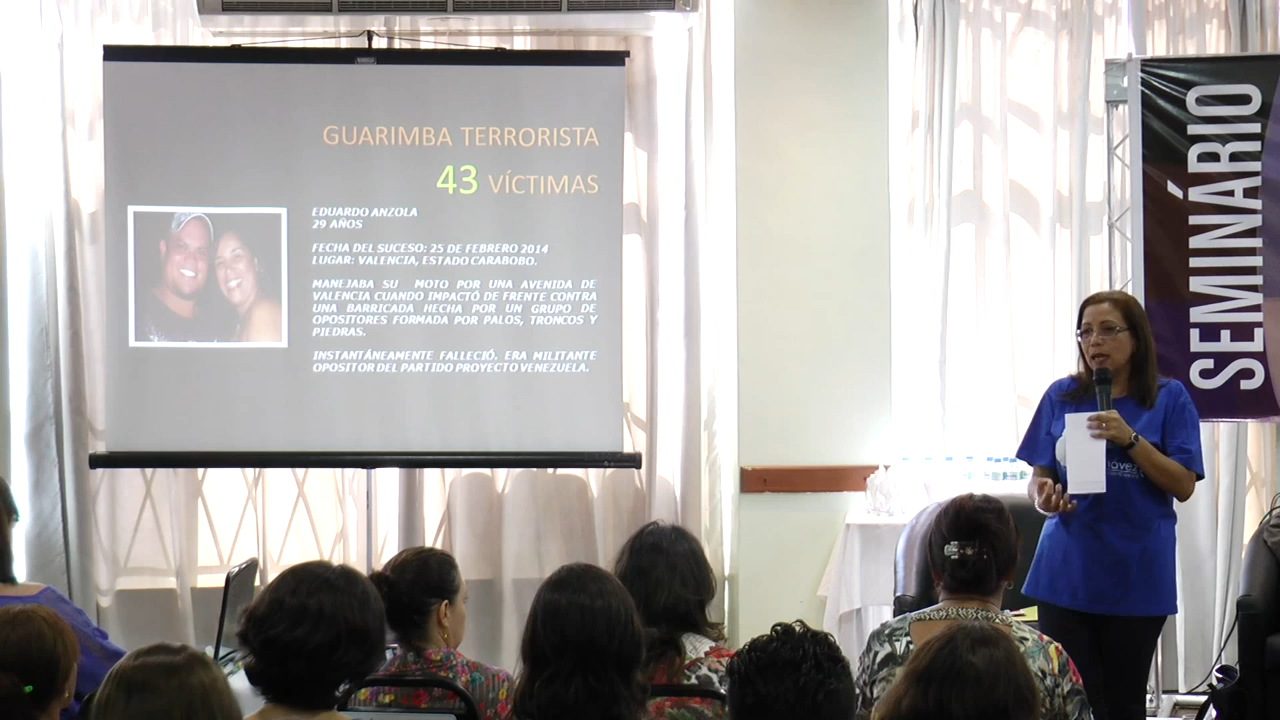 GUARIMBA TERRORISTA
43 VÍCTIMAS
EDUARDO ANZOLA
29 AÑOS
FECHA DEL SUCESO: 25 DE FEBRERO 2014
LUGAR: VALENCIA, ESTADO CARABOBO.
MANEJABA SU MOTO POR UNA AVENIDA DE
VALENCIA CUANDO IMPACTÓ DE FRENTE CONTRA
UNA BARRICADA HECHA POR UN GRUPO DE
OPOSITORES FORMADA POR PALOS, TRONCOS Y
PIEDRAS.
INSTANTÁNEAMENTE FALLECIÓ. ERA MILITANTE
OPOSITOR DEL PARTIDO PROYECTO VENEZUELA.
SEMINÁRIO